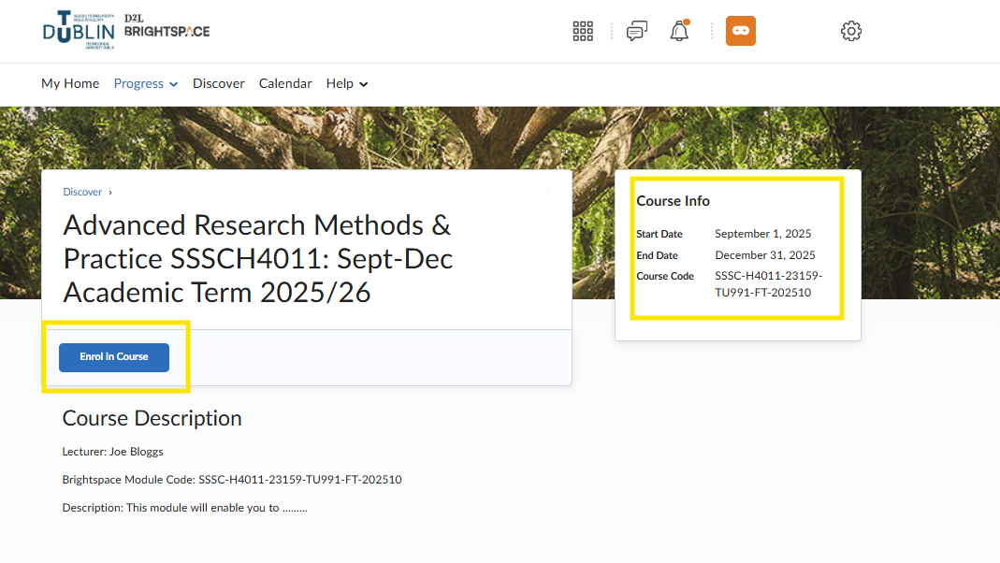 DUBLIN
TECHNOLOGICAL
UNIVERSITY DUBLIN
D2L
BRIGHTSPACE
My Home Progress Discover Calendar Help
Discover ›
Advanced Research Methods &
Practice SSSCH4011: Sept-Dec
Academic Term 2025/26
Enrol in Course
Course Info
Start Date September 1, 2025
End Date December 31, 2025
Course Code SSSC-H4011-23159-
TU991-FT-202510
Course Description
Lecturer: Joe Bloggs
Brightspace Module Code: SSSC-H4011-23159-TU991-FT-202510
Description: This module will enable you to .........